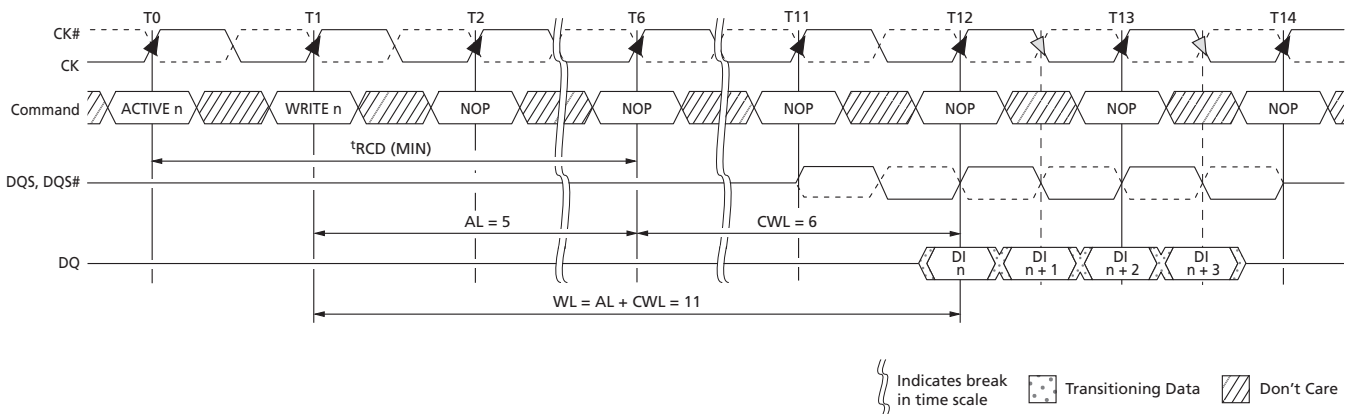 T0 T1 T2 T6 T11 T12 T13 T14
CK#
CK
Command ACTIVE n WRITE n NOP NOP NOP NOP NOP NOP
tRCD (MIN)
DQS, DQS#
AL = 5 CWL = 6
DQ DI n DI n + 1 DI n + 2 DI n + 3
WL = AL + CWL = 11
Indicates break
in time scale
Transitioning Data
Don't Care